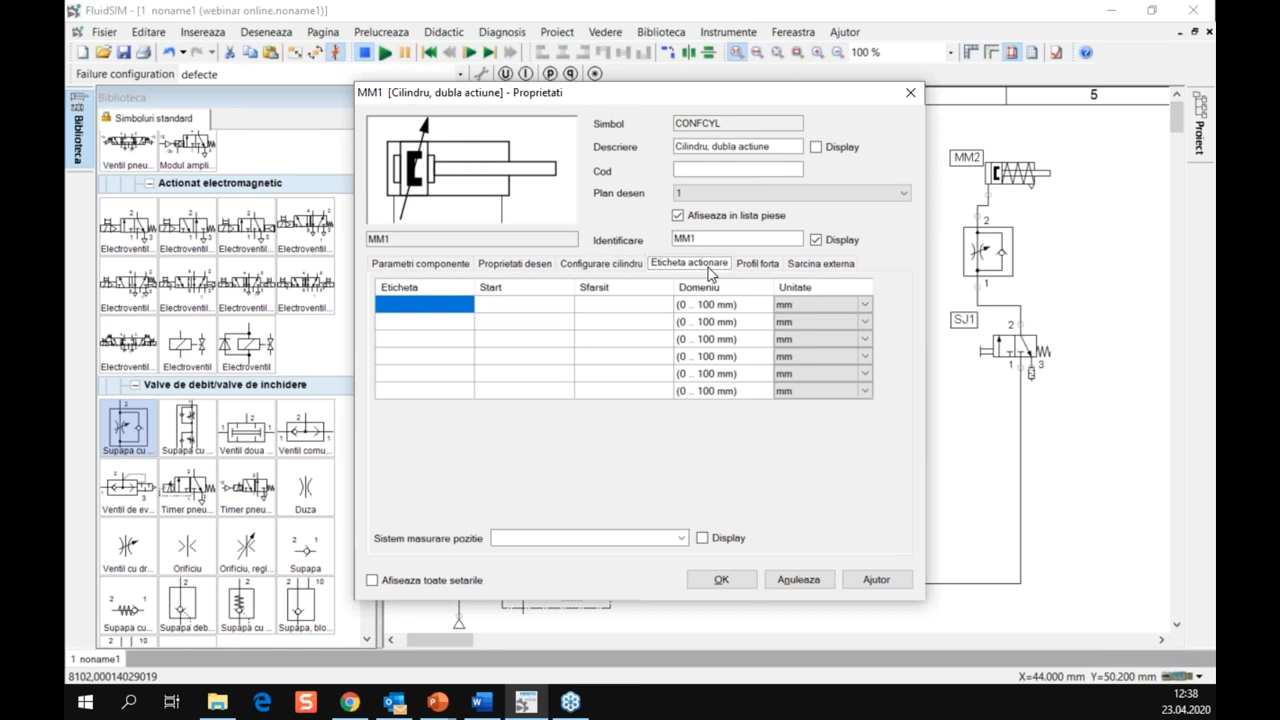 FluidSIM - [1 noname1 (webinar online.noname1)]
Fisier Editare Insereaza Deseneaza Pagina Prelucreaza Didactic Diagnosis Proiect Vedere Biblioteca Instrumente Fereastra Ajutor
100 %
Failure configuration defecte
Biblioteca
Biblioteca
Simboluri standard
Ventil pneu... Modul ampli...
Actionat electromagnetic
Electroventil Electroventil Electroventil Electroventil
Electroventil Electroventil Electroventil Electroventil
Electroventil Electroventil Electroventil
Valve de debit/valve de inchidere
Supapa cu ... Supapa cu ... Ventil doua ... Ventil comu...
Ventil de ev... Timer pneu... Timer pneu... Duza
Ventil cu dr... Orificiu Orificiu, regl... Supapa
Supapa cu... Supapa deb... Supapa cu ... Supapa, blo...
2 10
MM1 [Cilindru, dubla actiune] - Proprietati
Simbol CONFCYL
Descriere Cilindru, dubla actiune Display
Cod
Plan desen 1
Afiseaza in lista piese
MM1 Identificare MM1 Display
Parametri componente Proprietati desen Configurare cilindru Eticheta actionare Profil forta Sarcina externa
Eticheta Start Sfarsit Domeniu Unitate
(0 .. 100 mm) mm
(0 .. 100 mm) mm
(0 .. 100 mm) mm
(0 .. 100 mm) mm
(0 .. 100 mm) mm
(0 .. 100 mm) mm
Sistem masurare pozitie Display
Afiseaza toate setarile OK Anuleaza Ajutor
5
Proiect
MM2
2
1
SJ1
2
1 3
1 noname1
8102,00014029019 X=44.000 mm Y=50.200 mm
12:38
23.04.2020